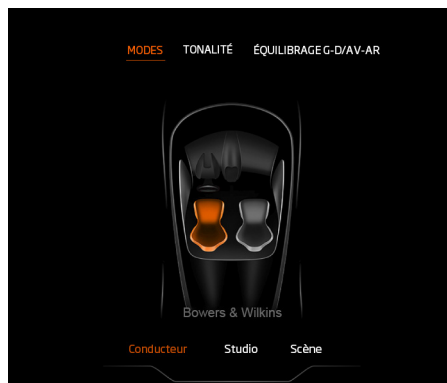 MODES TONALITÉ ÉQUILIBRAGE G-D/AV-AR
Bowers & Wilkins
Conducteur Studio Scène